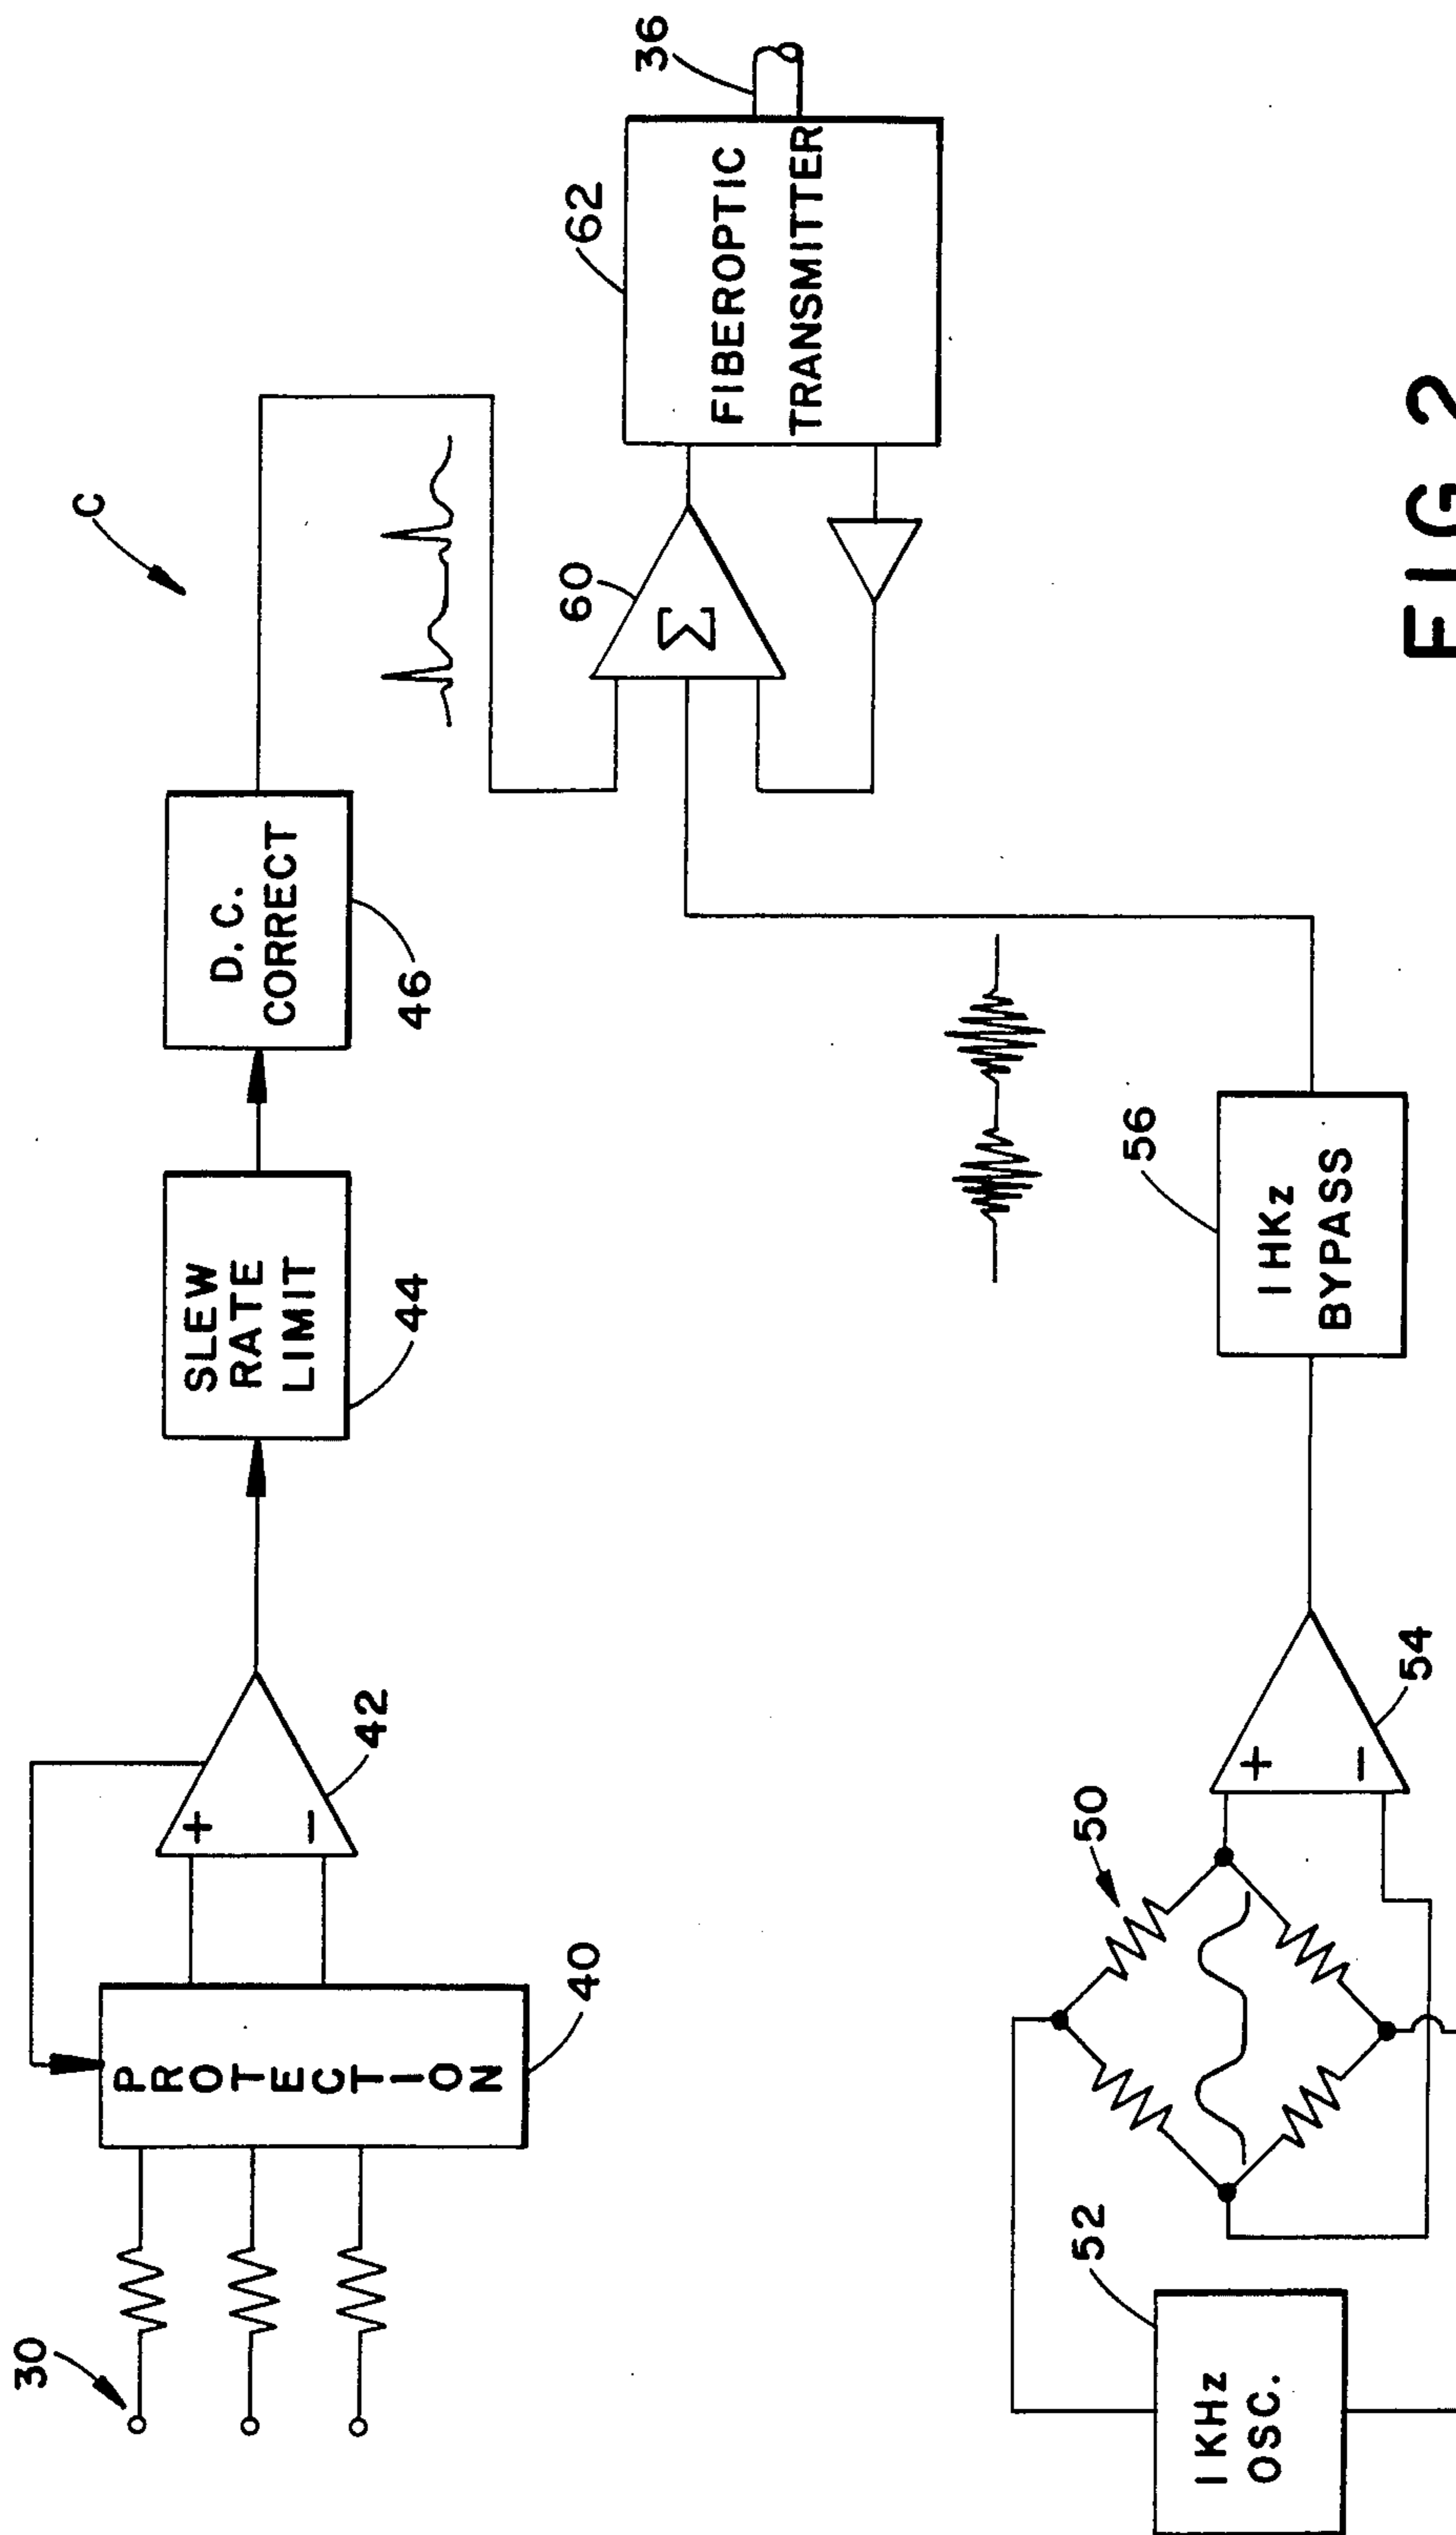 30
PROTECTION
40
+
−
42
SLEW
RATE
LIMIT
44
D. C.
CORRECT
46
C
52
1 KHz
OSC.
50
+
−
54
56
1 HKz
BYPASS
60
Σ
62
FIBEROPTIC
TRANSMITTER
36
FIG 2